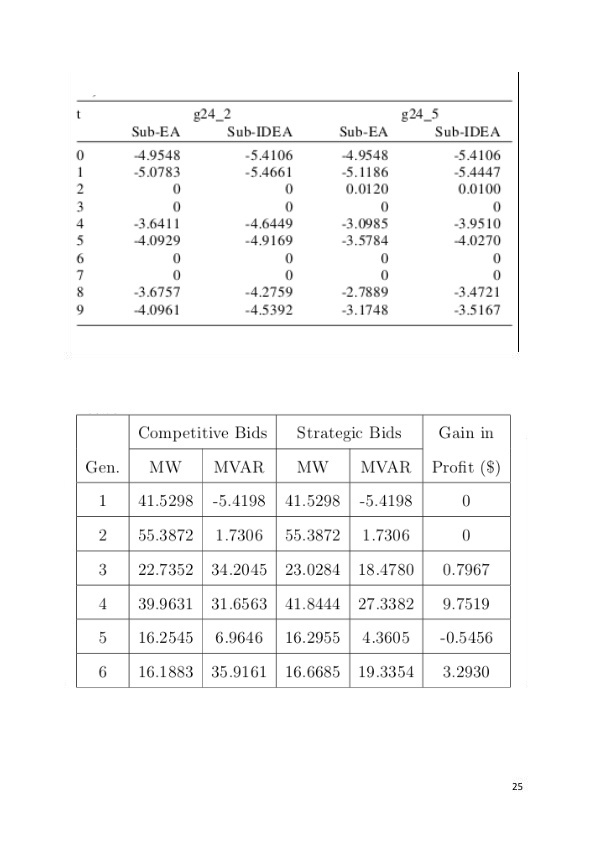 t g24_2 g24_5
Sub-EA Sub-IDEA Sub-EA Sub-IDEA
0 -4.9548 -5.4106 -4.9548 -5.4106
1 -5.0783 -5.4661 -5.1186 -5.4447
2 0 0 0.0120 0.0100
3 0 0 0 0
4 -3.6411 -4.6449 -3.0985 -3.9510
5 -4.0929 -4.9169 -3.5784 -4.0270
6 0 0 0 0
7 0 0 0 0
8 -3.6757 -4.2759 -2.7889 -3.4721
9 -4.0961 -4.5392 -3.1748 -3.5167
Competitive Bids Strategic Bids Gain in
Gen. MW MVAR MW MVAR Profit ($)
1 41.5298 -5.4198 41.5298 -5.4198 0
2 55.3872 1.7306 55.3872 1.7306 0
3 22.7352 34.2045 23.0284 18.4780 0.7967
4 39.9631 31.6563 41.8444 27.3382 9.7519
5 16.2545 6.9646 16.2955 4.3605 -0.5456
6 16.1883 35.9161 16.6685 19.3354 3.2930
25